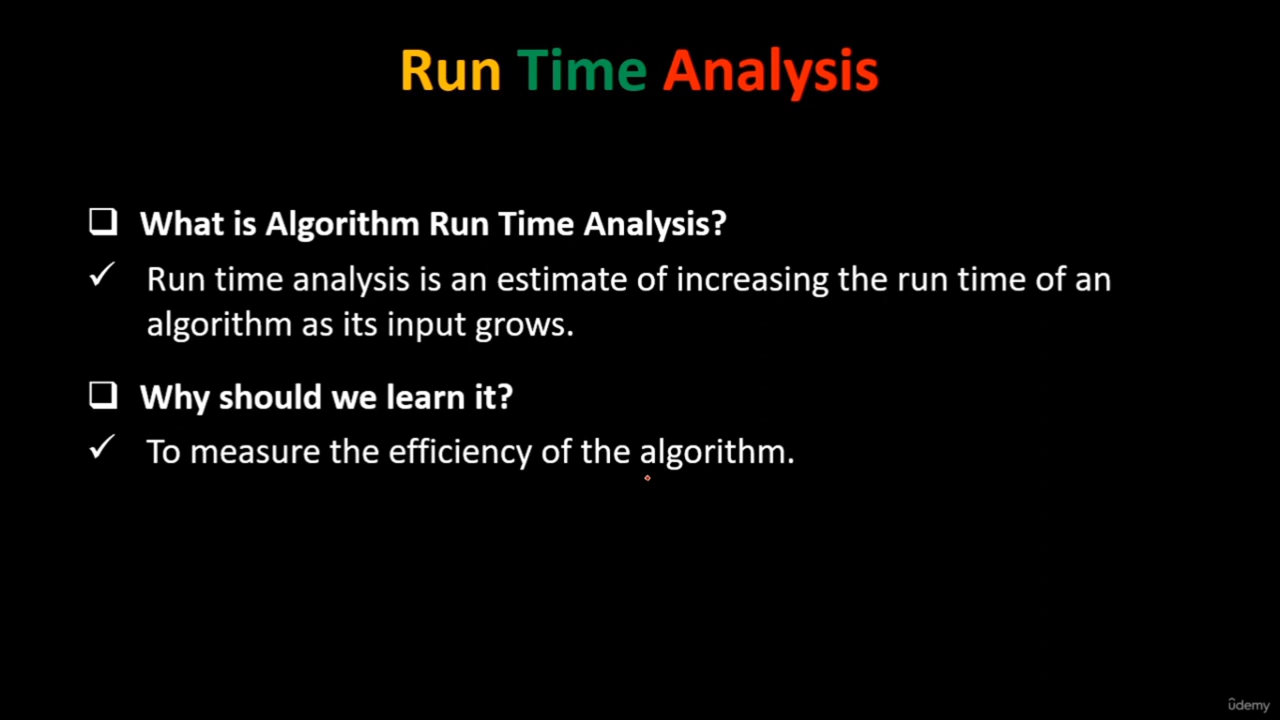 Run Time Analysis
What is Algorithm Run Time Analysis?
Run time analysis is an estimate of increasing the run time of an
algorithm as its input grows.
Why should we learn it?
To measure the efficiency of the algorithm.
ûdemy